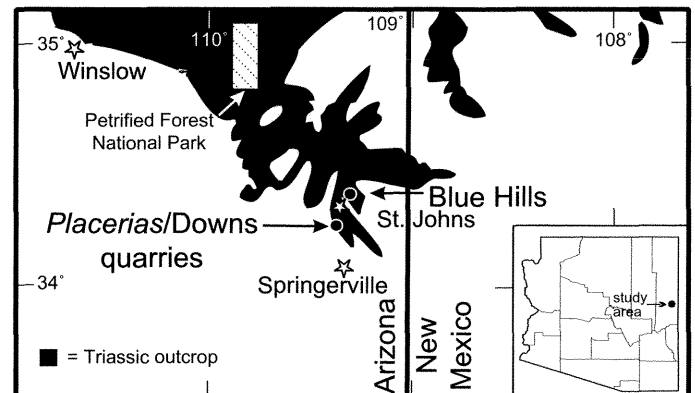 109°
110°
108°
35°
Winslow
Petrified Forest
National Park
Blue Hills
St. Johns
Placerias/Downs
quarries
Springerville
34°
study
area
Arizona
New
Mexico
= Triassic outcrop